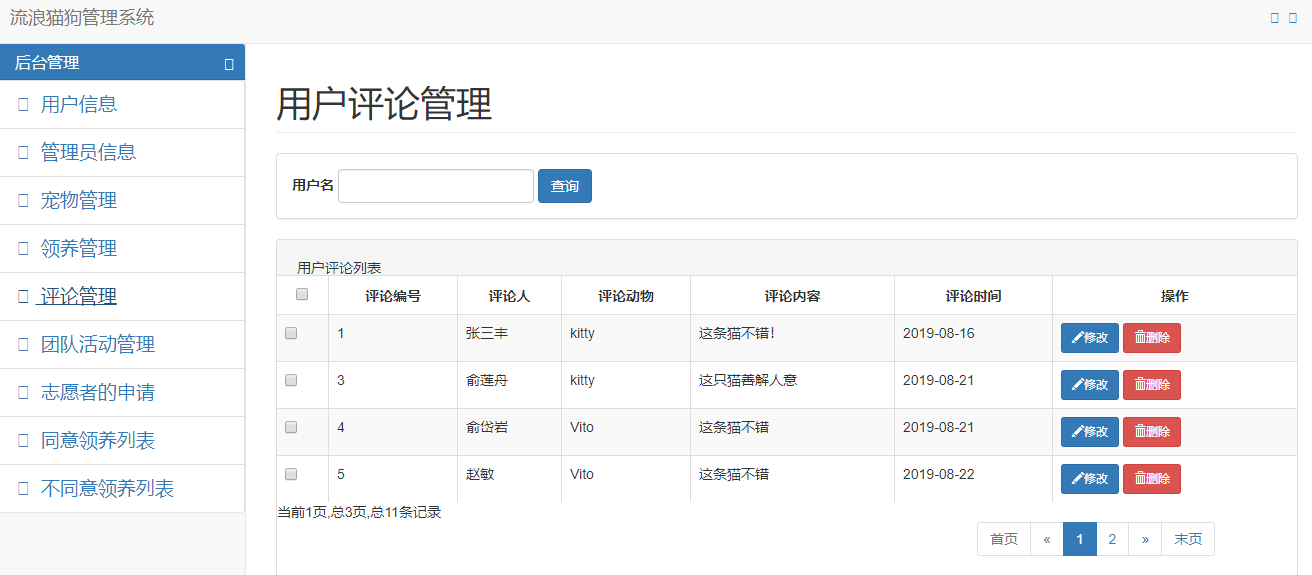 流浪猫狗管理系统
后台管理
用户信息
管理员信息
宠物管理
领养管理
评论管理
团队活动管理
志愿者的申请
同意领养列表
不同意领养列表
用户评论管理
用户名 查询
用户评论列表
评论编号 评论人 评论动物 评论内容 评论时间 操作
1 张三丰 kitty 这条猫不错! 2019-08-16 修改 删除
3 俞莲舟 kitty 这只猫善解人意 2019-08-21 修改 删除
4 俞岱岩 Vito 这条猫不错 2019-08-21 修改 删除
5 赵敏 Vito 这条猫不错 2019-08-22 修改 删除
当前1页,总3页,总11条记录
首页 « 1 2 » 末页